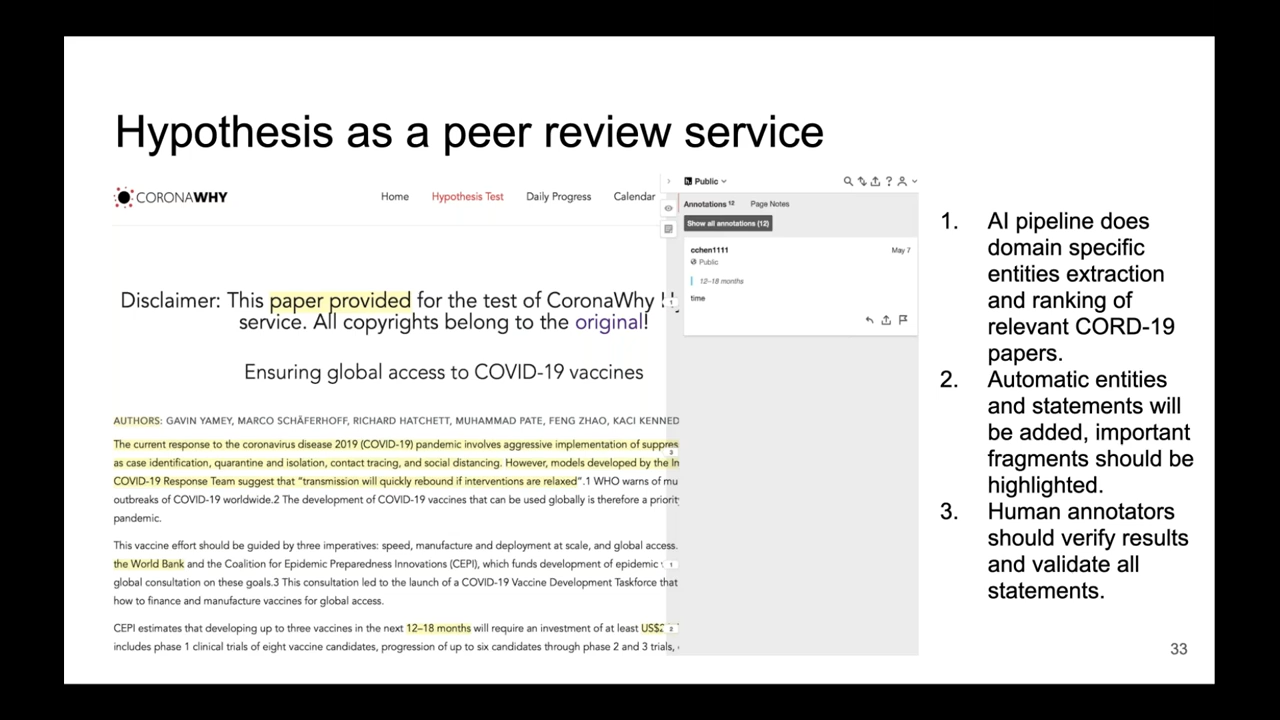 Hypothesis as a peer review service
CORONAWHY
Home Hypothesis Test Daily Progress Calendar
Disclaimer: This paper provided for the test of CoronaWhy
service. All copyrights belong to the original!
Ensuring global access to COVID-19 vaccines
AUTHORS: GAVIN YAMEY, MARCO SCHÄFERHOFF, RICHARD HATCHETT, MUHAMMAD PATE, FENG ZHAO, KACI KENNED
The current response to the coronavirus disease 2019 (COVID-19) pandemic involves aggressive implementation of suppres
as case identification, quarantine and isolation, contact tracing, and social distancing. However, models developed by the In
COVID-19 Response Team suggest that "transmission will quickly rebound if interventions are relaxed".1 WHO warns of mu
outbreaks of COVID-19 worldwide.2 The development of COVID-19 vaccines that can be used globally is therefore a priorit
pandemic.
This vaccine effort should be guided by three imperatives: speed, manufacture and deployment at scale, and global access.
the World Bank and the Coalition for Epidemic Preparedness Innovations (CEPI), which funds development of epidemic
global consultation on these goals.3 This consultation led to the launch of a COVID-19 Vaccine Development Taskforce that
how to finance and manufacture vaccines for global access.
CEPI estimates that developing up to three vaccines in the next 12–18 months will require an investment of at least US$2
includes phase 1 clinical trials of eight vaccine candidates, progression of up to six candidates through phase 2 and 3 trials,
1
3
1
2
Public
Annotations 12 Page Notes
Show all annotations (12)
cchen1111 May 7
Public
12–18 months
time
1. AI pipeline does
domain specific
entities extraction
and ranking of
relevant CORD-19
papers.
2. Automatic entities
and statements will
be added, important
fragments should be
highlighted.
3. Human annotators
should verify results
and validate all
statements.
33